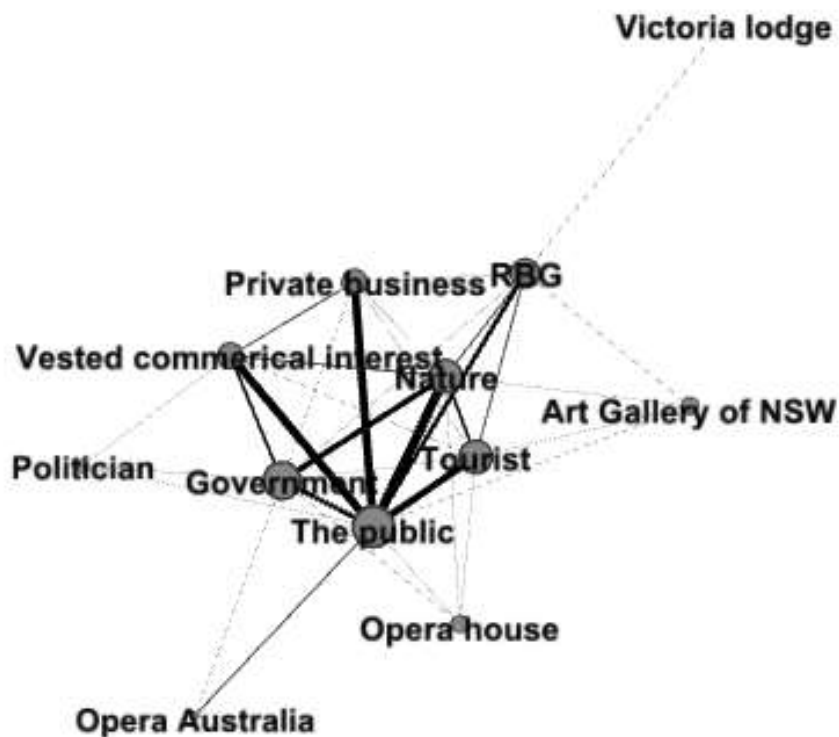 Victoria lodge
RBG
Private business
Vested commerical interest
Nature
Art Gallery of NSW
Tourist
Politician
Government
The public
Opera house
Opera Australia